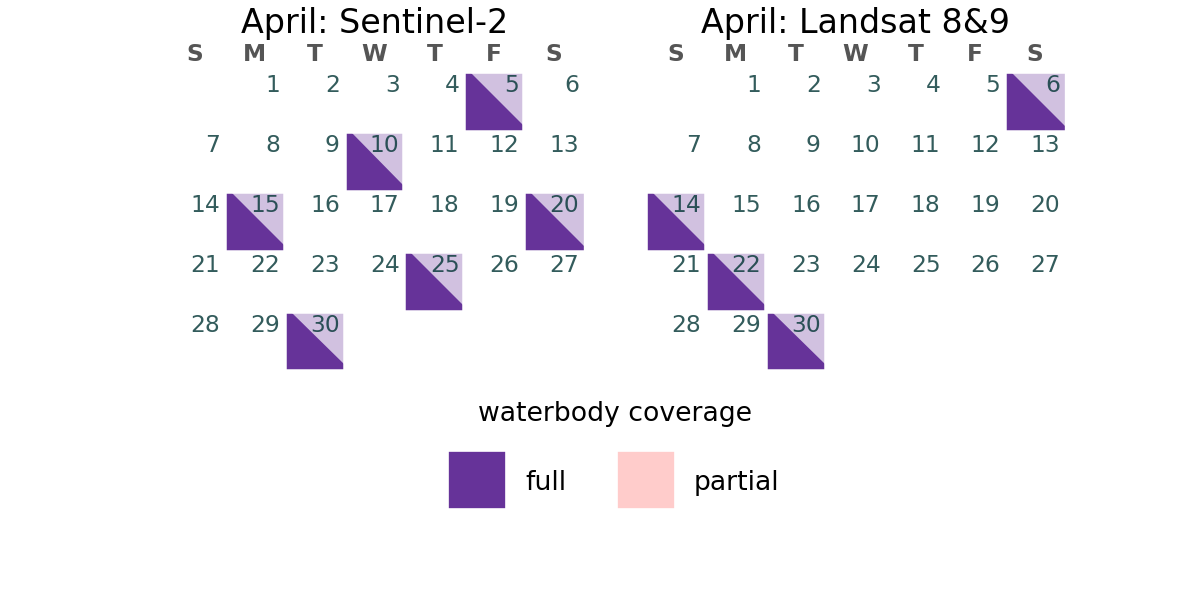 April: Sentinel-2
S M T W T F S
1 2 3 4 5 6
7 8 9 10 11 12 13
14 15 16 17 18 19 20
21 22 23 24 25 26 27
28 29 30
April: Landsat 8&9
S M T W T F S
1 2 3 4 5 6
7 8 9 10 11 12 13
14 15 16 17 18 19 20
21 22 23 24 25 26 27
28 29 30
waterbody coverage
full partial